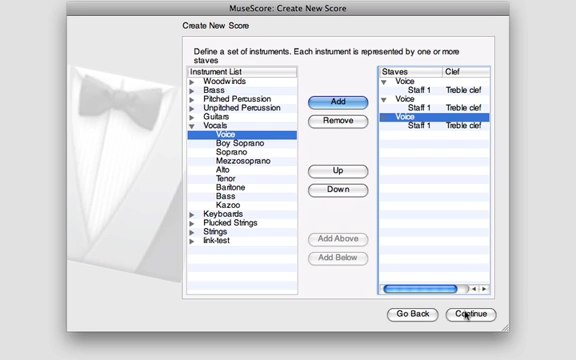 MuseScore: Create New Score
Create New Score
Define a set of instruments. Each instrument is represented by one or more
staves
Instrument List
Woodwinds
Brass
Pitched Percussion
Unpitched Percussion
Guitars
Vocals
Voice
Boy Soprano
Soprano
Mezzosoprano
Alto
Tenor
Baritone
Bass
Kazoo
Keyboards
Plucked Strings
Strings
link-test
Add
Remove
Up
Down
Add Above
Add Below
Staves Clef
Voice
Staff 1 Treble clef
Voice
Staff 1 Treble clef
Voice
Staff 1 Treble clef
Go Back
Continue